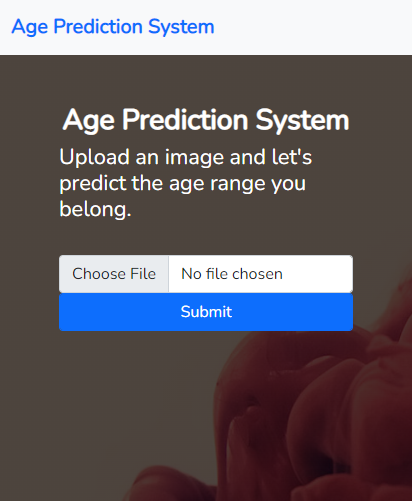 Age Prediction System
Age Prediction System
Upload an image and let's
predict the age range you
belong.
Choose File No file chosen
Submit